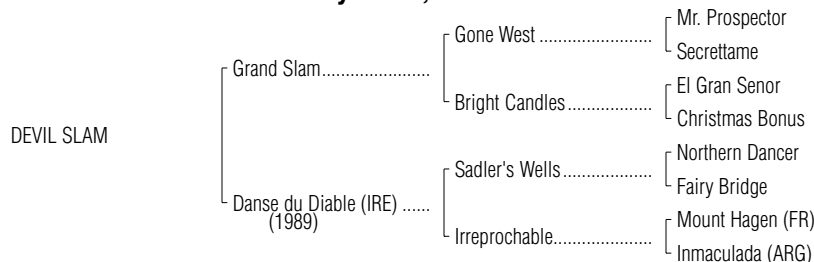 Mr. Prospector
Gone West
Secrettame
Grand Slam
El Gran Senor
Bright Candles
Christmas Bonus
DEVIL SLAM
Northern Dancer
Sadler's Wells
Fairy Bridge
Danse du Diable (IRE)
(1989)
Mount Hagen (FR)
Irreprochable
Inmaculada (ARG)